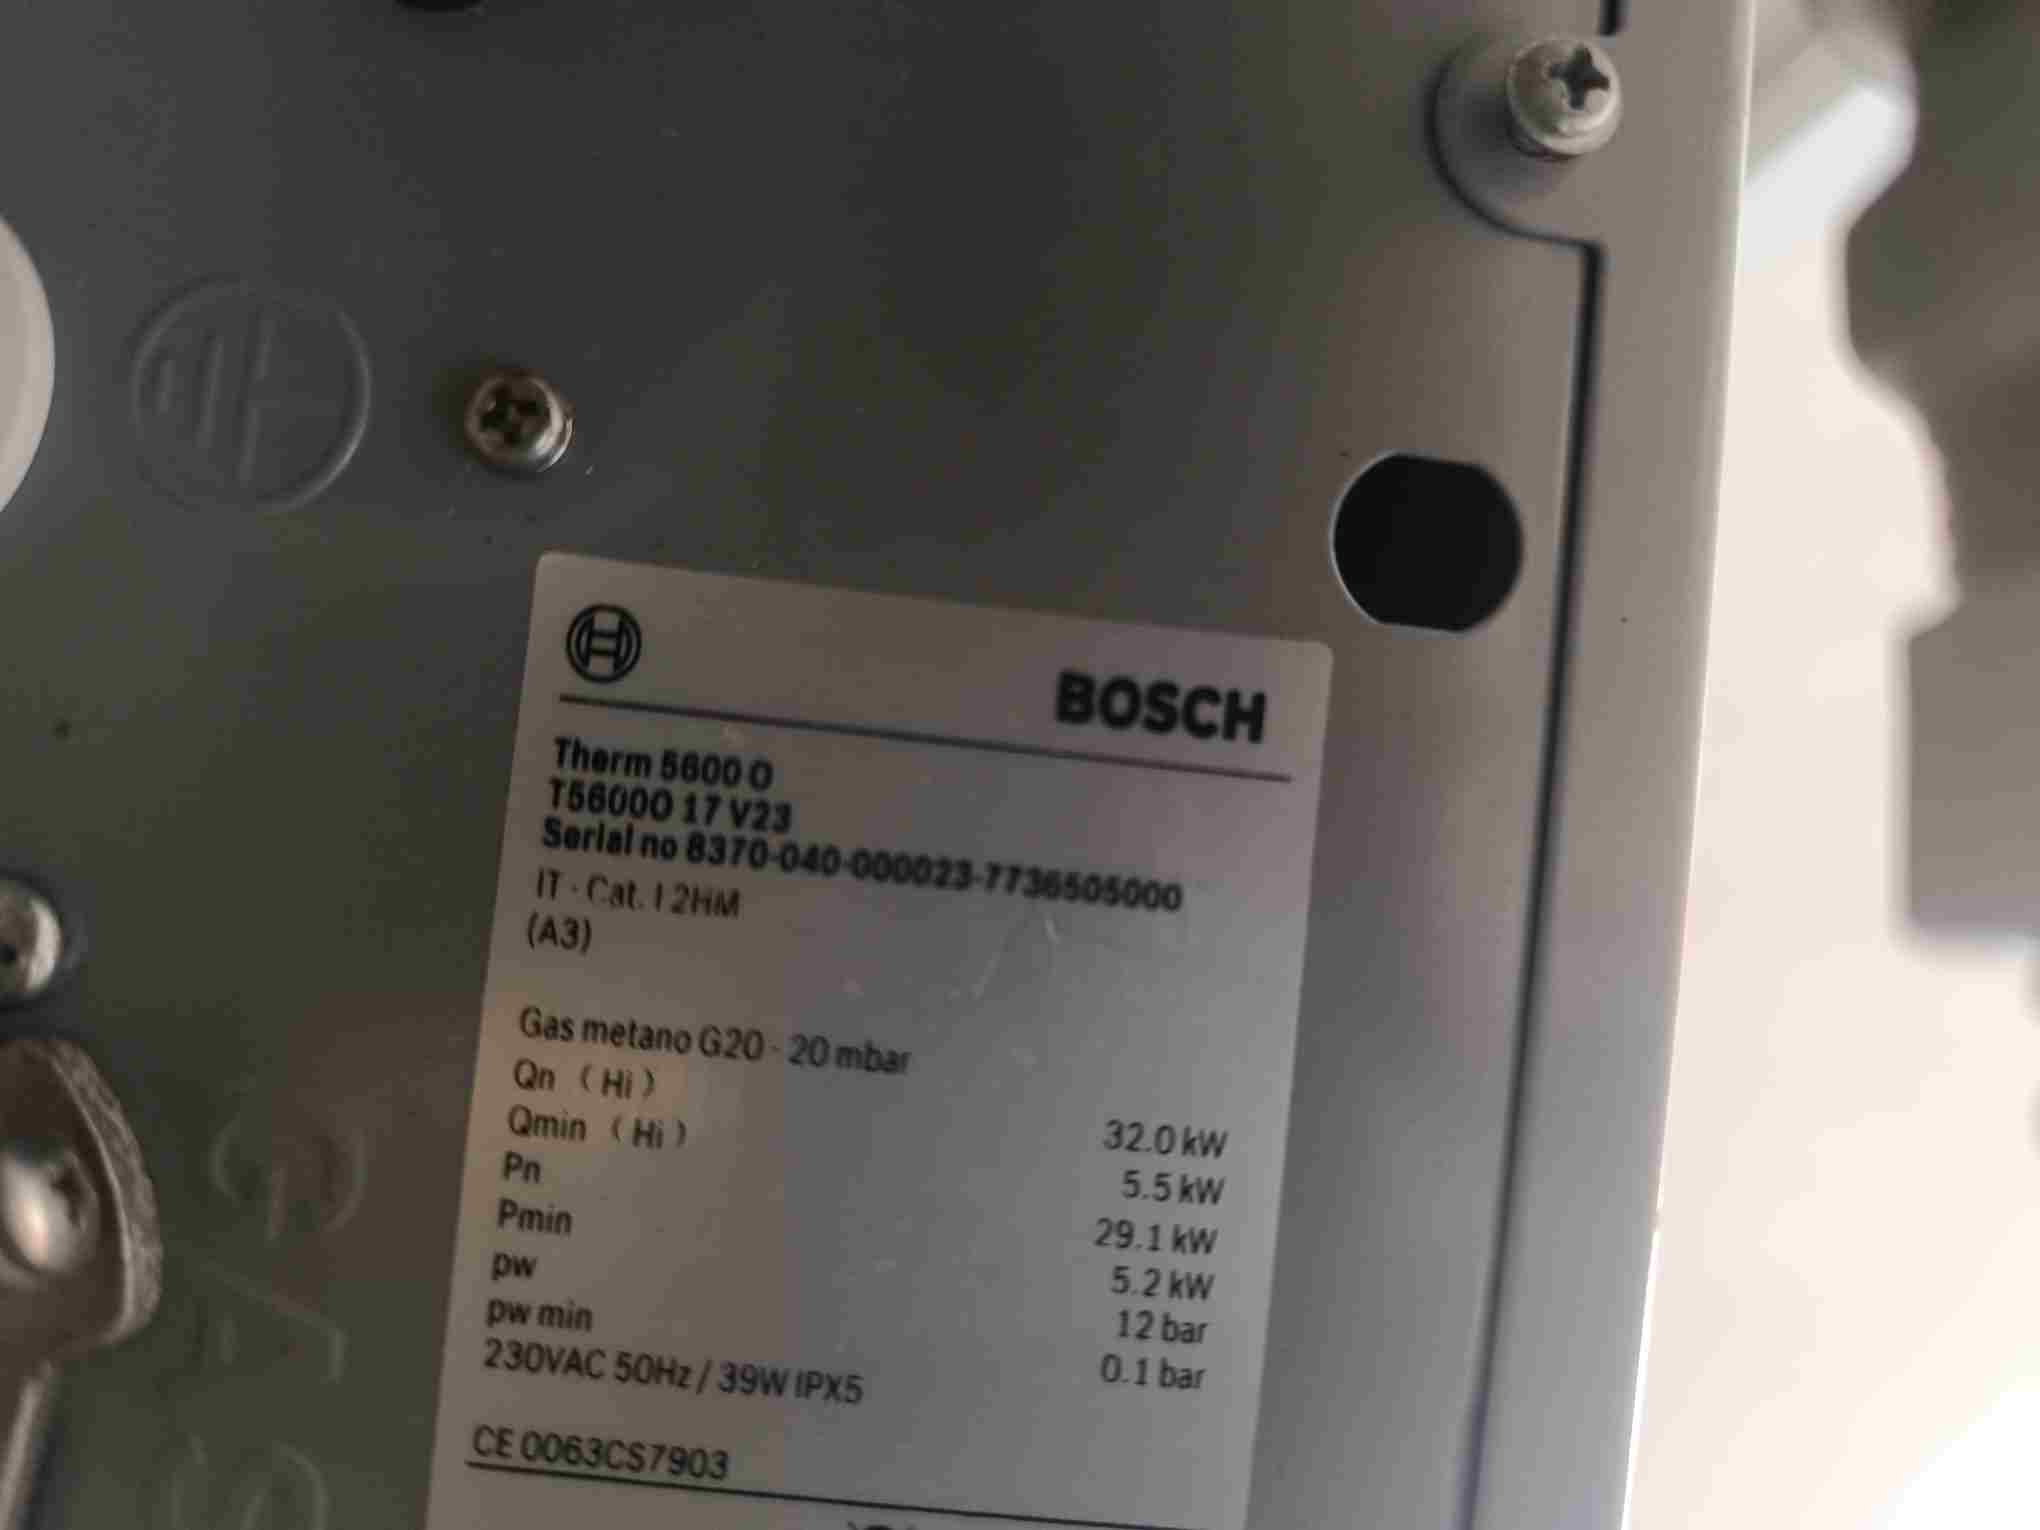 BOSCH
Therm 5600 O
T5600O 17 V23
Serial no 8370-040-000023-7736505000
IT - Cat. I 2HM
(A3)
Gas metano G20 - 20 mbar
Qn (Hi) 32.0 kW
Qmin (Hi) 5.5 kW
Pn 29.1 kW
Pmin 5.2 kW
pw 12 bar
pw min 0.1 bar
230VAC 50Hz / 39W IPX5
CE 0063CS7903